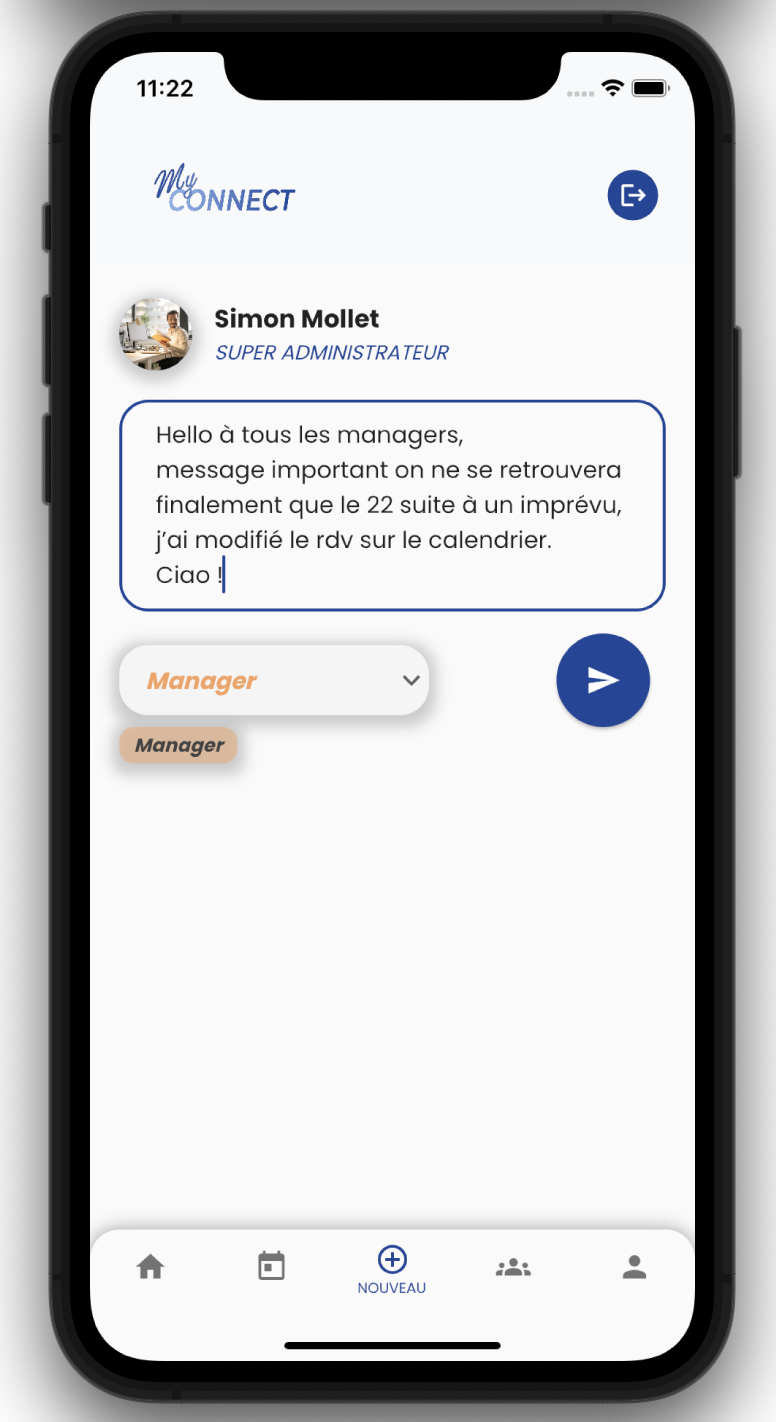 11:22
My
CONNECT
Simon Mollet
SUPER ADMINISTRATEUR
Hello à tous les managers,
message important on ne se retrouvera
finalement que le 22 suite à un imprévu,
j’ai modifié le rdv sur le calendrier.
Ciao !
Manager
Manager
NOUVEAU